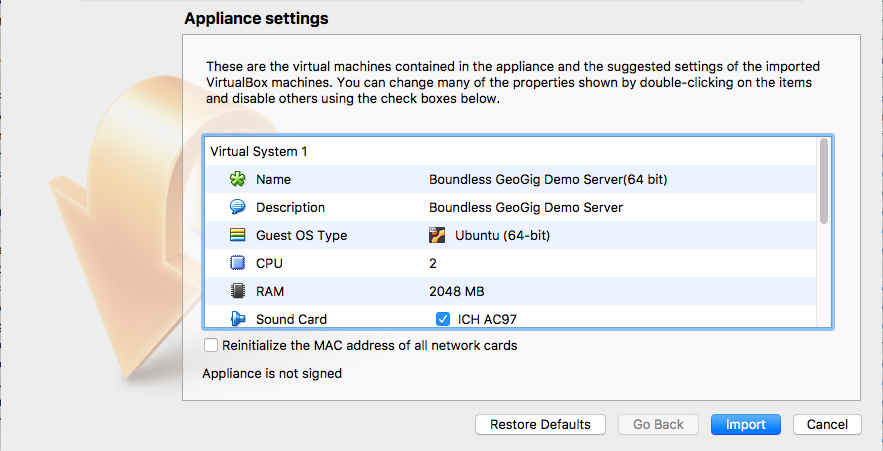 Appliance settings
These are the virtual machines contained in the appliance and the suggested settings of the imported
VirtualBox machines. You can change many of the properties shown by double-clicking on the items
and disable others using the check boxes below.
Virtual System 1
Name Boundless GeoGig Demo Server(64 bit)
Description Boundless GeoGig Demo Server
Guest OS Type Ubuntu (64-bit)
CPU 2
RAM 2048 MB
Sound Card ICH AC97
Reinitialize the MAC address of all network cards
Appliance is not signed
Restore Defaults Go Back Import Cancel